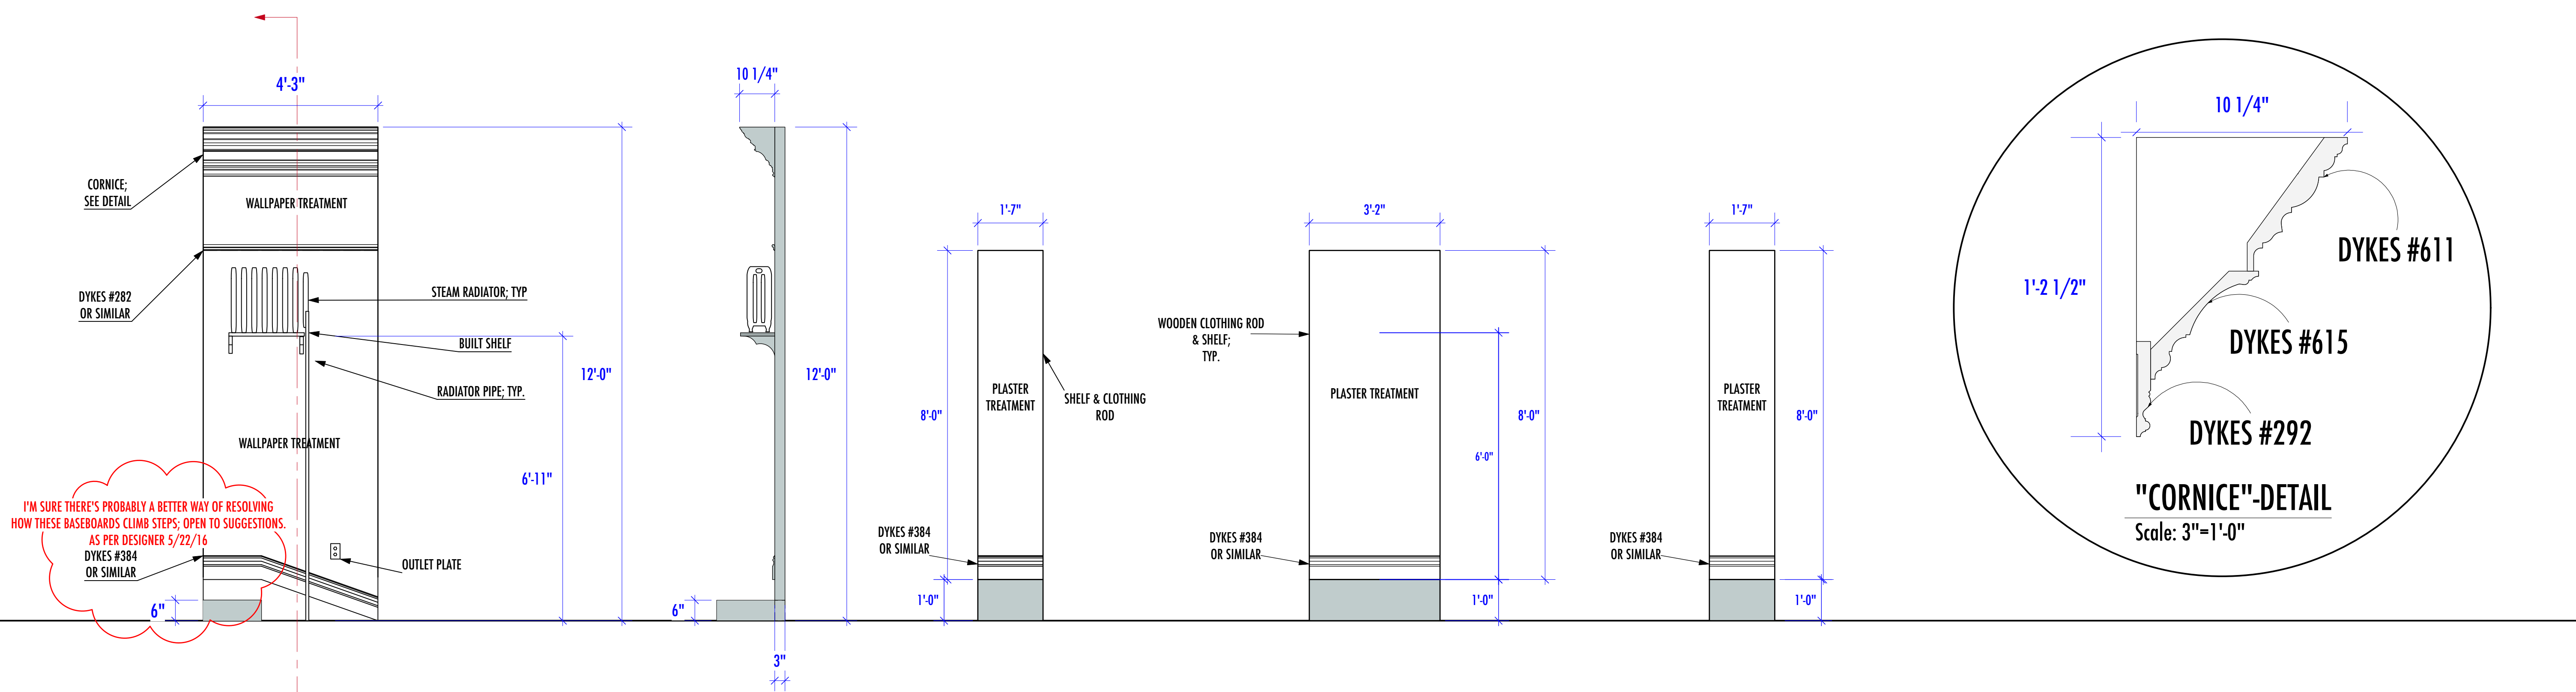 4'-3"
CORNICE;
SEE DETAIL
WALLPAPER TREATMENT
DYKES #282
OR SIMILAR
STEAM RADIATOR; TYP
BUILT SHELF
RADIATOR PIPE; TYP.
WALLPAPER TREATMENT
12'-0"
6'-11"
I'M SURE THERE'S PROBABLY A BETTER WAY OF RESOLVING
HOW THESE BASEBOARDS CLIMB STEPS; OPEN TO SUGGESTIONS.
AS PER DESIGNER 5/22/16
DYKES #384
OR SIMILAR
OUTLET PLATE
6"
10 1/4"
12'-0"
6"
3"
1'-7"
8'-0"
PLASTER
TREATMENT
SHELF & CLOTHING
ROD
DYKES #384
OR SIMILAR
1'-0"
3'-2"
WOODEN CLOTHING ROD
& SHELF;
TYP.
PLASTER TREATMENT
8'-0"
6'-0"
DYKES #384
OR SIMILAR
1'-0"
1'-7"
PLASTER
TREATMENT
8'-0"
DYKES #384
OR SIMILAR
1'-0"
10 1/4"
1'-2 1/2"
DYKES #611
DYKES #615
DYKES #292
"CORNICE"-DETAIL
Scale: 3"=1'-0"